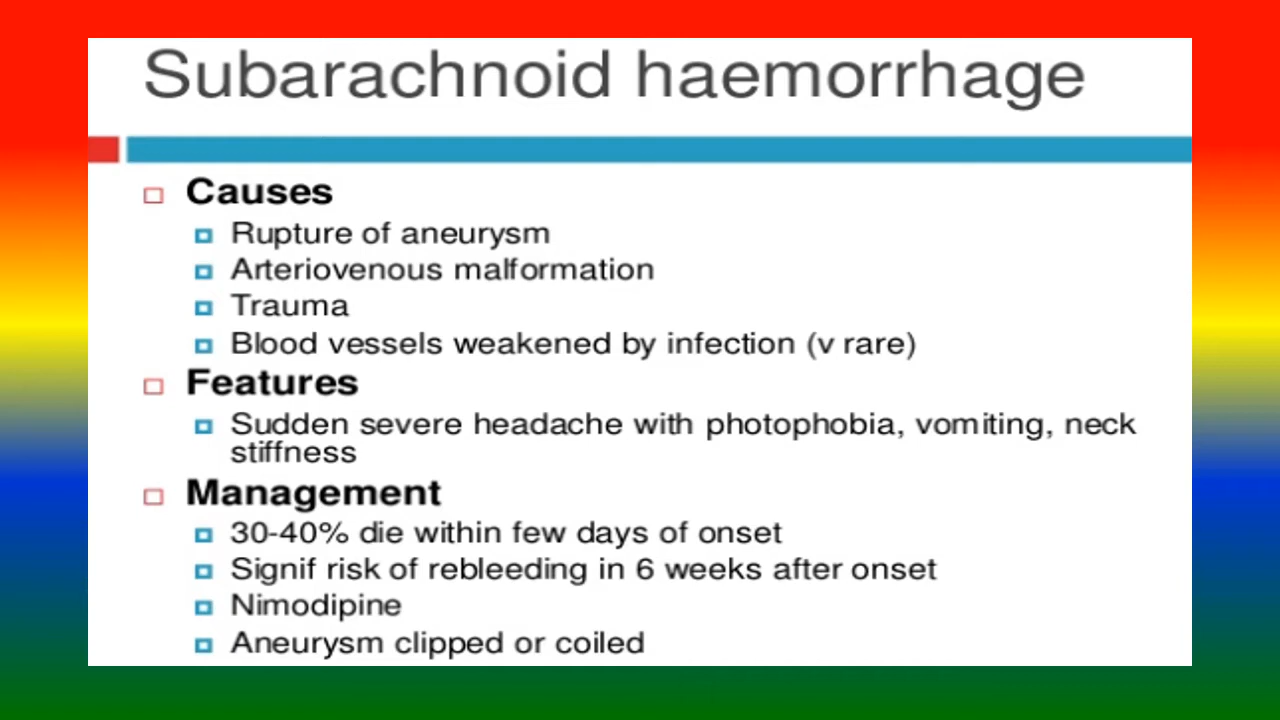 Subarachnoid haemorrhage
Causes
Rupture of aneurysm
Arteriovenous malformation
Trauma
Blood vessels weakened by infection (v rare)
Features
Sudden severe headache with photophobia, vomiting, neck
stiffness
Management
30-40% die within few days of onset
Signif risk of rebleeding in 6 weeks after onset
Nimodipine
Aneurysm clipped or coiled